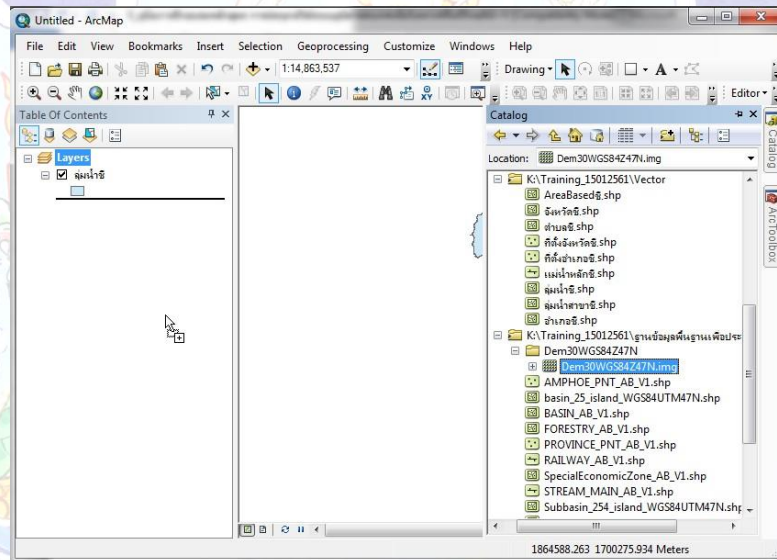 Untitled - ArcMap
File Edit View Bookmarks Insert Selection Geoprocessing Customize Windows Help
1:14,863,537
Drawing
A
Editor
Table Of Contents
Layers
ลุ่มน้ำชี
Catalog
Location: Dem30WGS84Z47N.img
K:\Training_15012561\Vector
AreaBasedชี.shp
จังหวัดชี.shp
ตำบลชี.shp
ที่ตั้งจังหวัดชี.shp
ที่ตั้งอำเภอชี.shp
แม่น้ำหลักชี.shp
ลุ่มน้ำชี.shp
ลุ่มน้ำสาขาชี.shp
อำเภอชี.shp
K:\Training_15012561\ฐานข้อมูลพื้นฐานเพื่อประ
Dem30WGS84Z47N
Dem30WGS84Z47N.img
AMPHOE_PNT_AB_V1.shp
basin_25_island_WGS84UTM47N.shp
BASIN_AB_V1.shp
FORESTRY_AB_V1.shp
PROVINCE_PNT_AB_V1.shp
RAILWAY_AB_V1.shp
SpecialEconomicZone_AB_V1.shp
STREAM_MAIN_AB_V1.shp
Subbasin_254_island_WGS84UTM47N.shp
Catalog
ArcToolbox
1864588.263 1700275.934 Meters